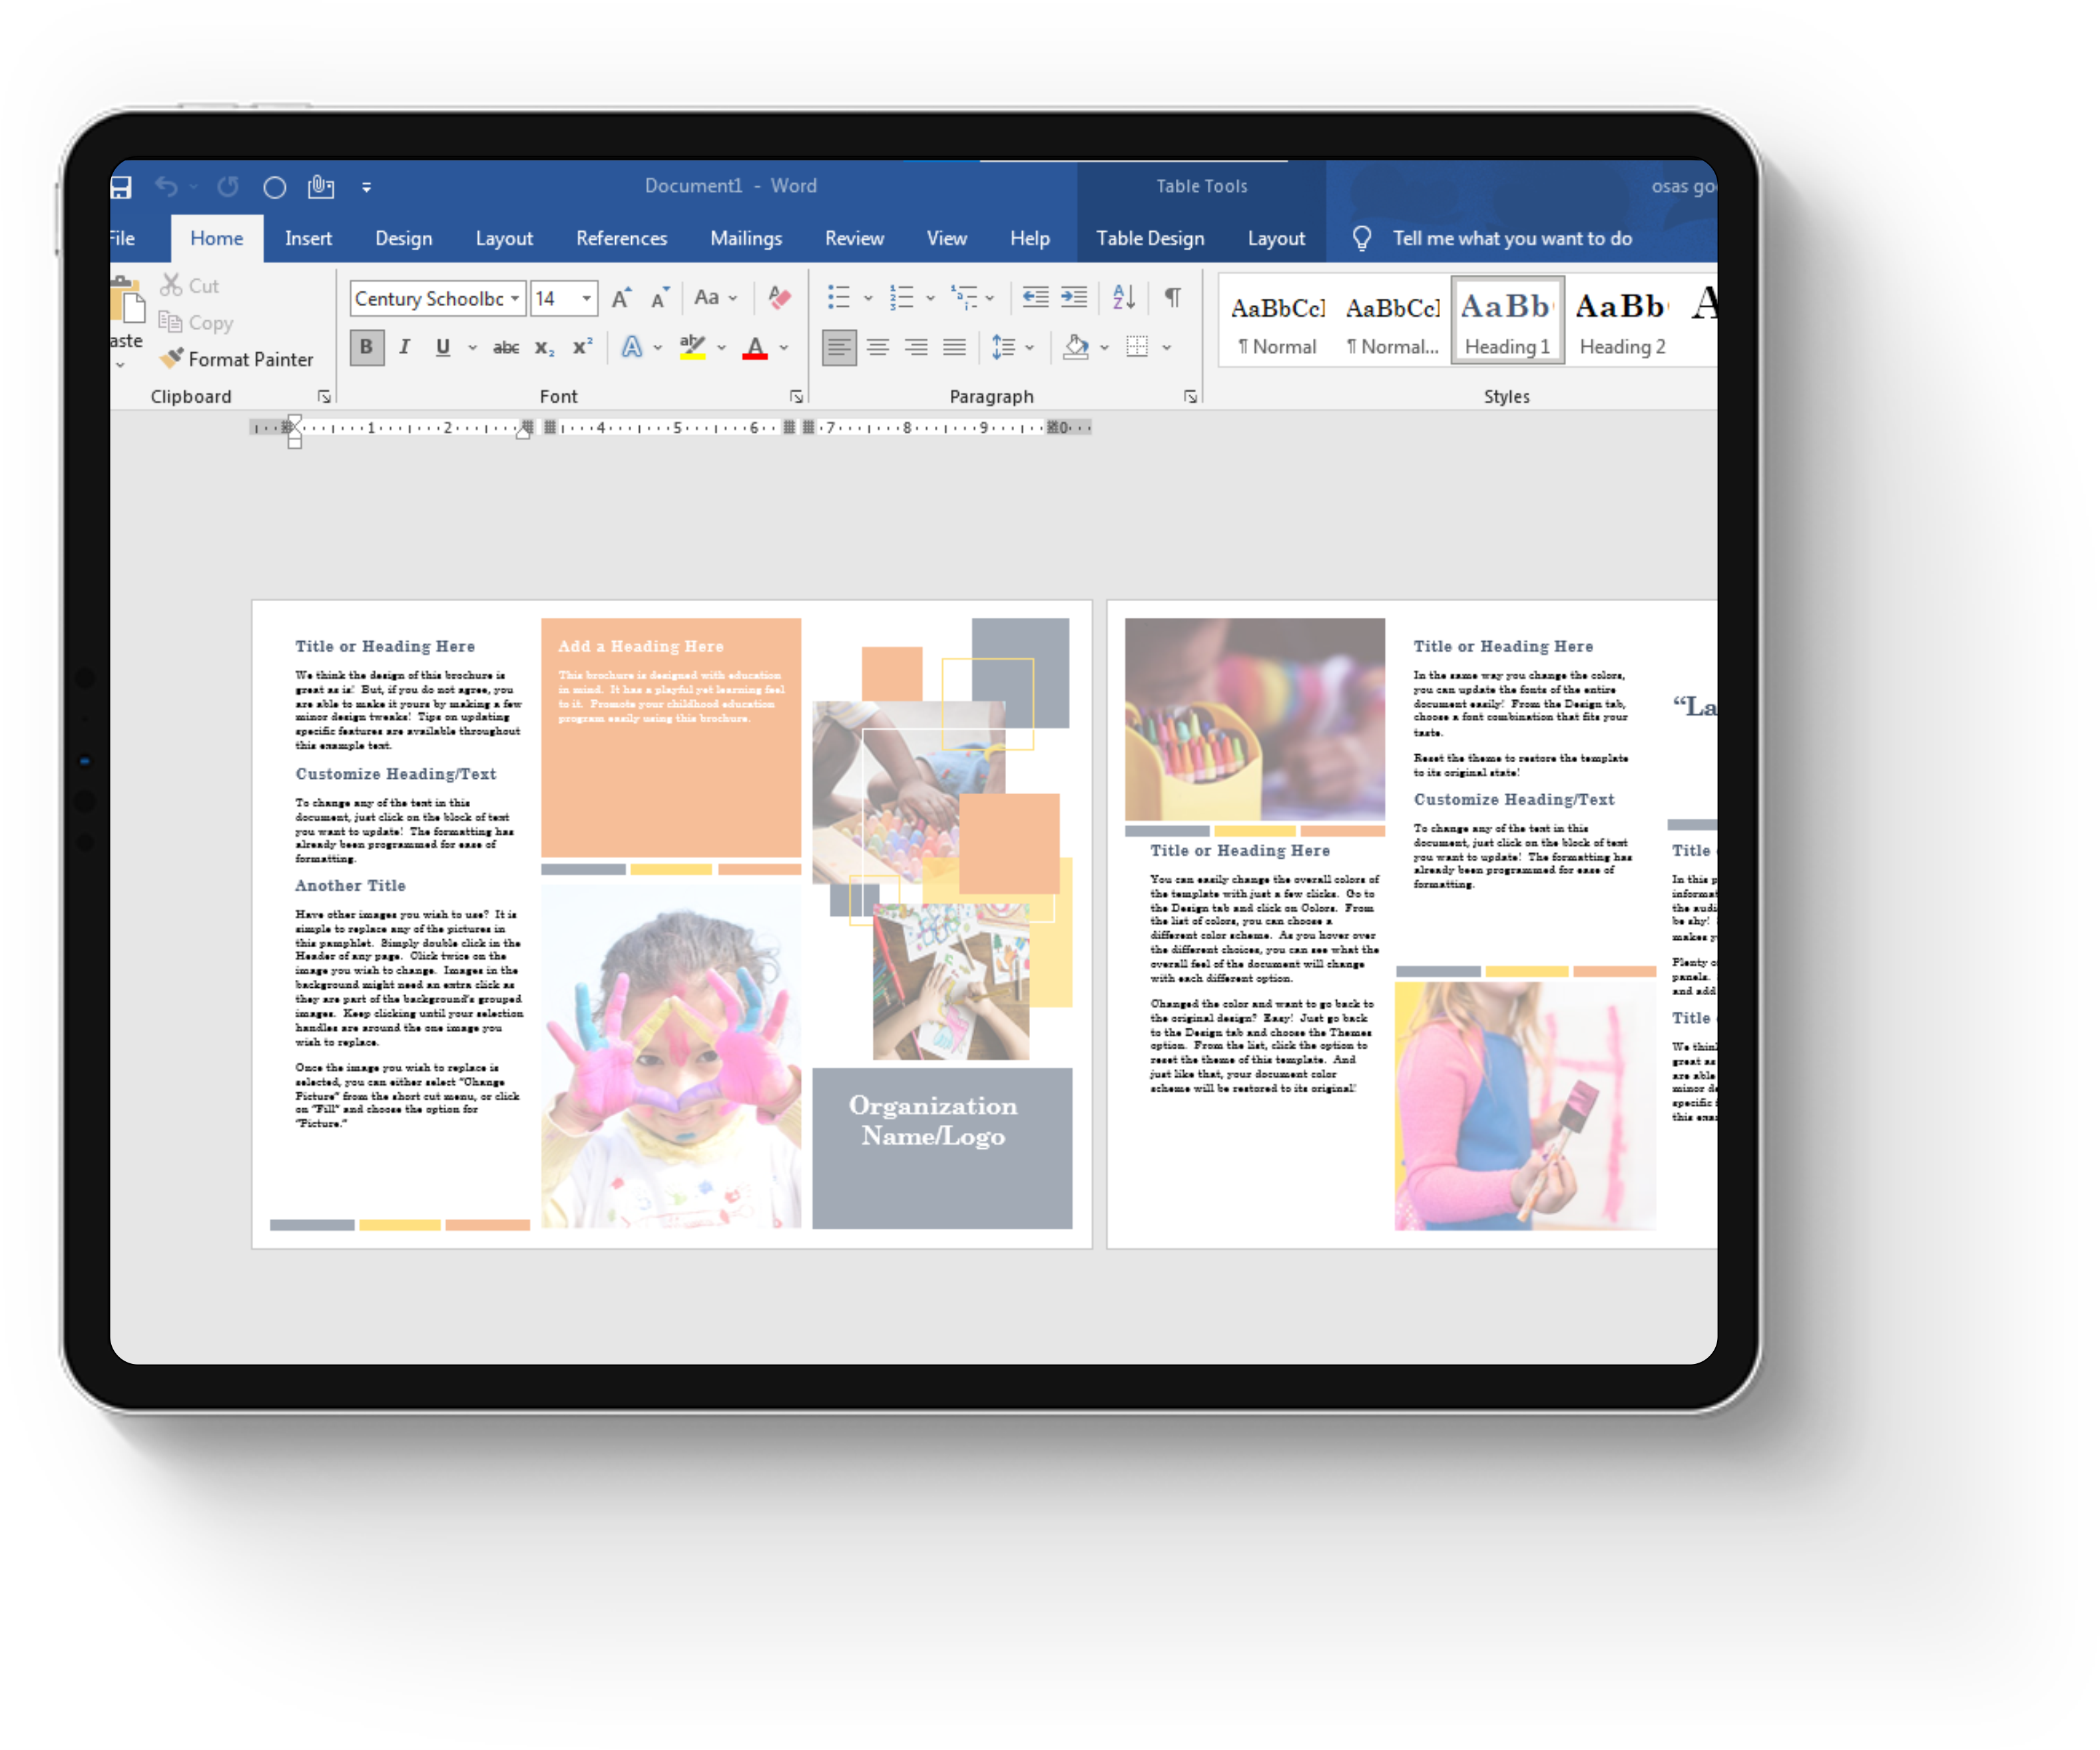 Document1 - Word
Table Tools
osas go
File
Home
Insert
Design
Layout
References
Mailings
Review
View
Help
Table Design
Layout
Tell me what you want to do
aste
Cut
Copy
Format Painter
Clipboard
Century Schoolbc
14
Font
Paragraph
AaBbCcI
¶ Normal
AaBbCcI
¶ Normal...
AaBb
Heading 1
AaBb
Heading 2
Styles
1 2 4 5 6 7 8 9
Title or Heading Here
We think the design of this brochure is
great as is! But, if you do not agree, you
are able to make it yours by making a few
minor design tweaks! Tips on updating
specific features are available throughout
this example text.
Customize Heading/Text
To change any of the text in this
document, just click on the block of text
you want to update! The formatting has
already been programmed for ease of
formatting.
Another Title
Have other images you wish to use? It is
simple to replace any of the pictures in
this pamphlet. Simply double click in the
Header of any page. Click twice on the
image you wish to change. Images in the
background might need an extra click as
they are part of the background's grouped
images. Keep clicking until your selection
handles are around the one image you
wish to replace.
Once the image you wish to replace is
selected, you can either select "Change
Picture" from the short cut menu, or click
on "Fill" and choose the option for
"Picture."
Add a Heading Here
This brochure is designed with education
in mind. It has a playful yet learning feel
to it. Promote your childhood education
program easily using this brochure.
Organization
Name/Logo
Title or Heading Here
You can easily change the overall colors of
the template with just a few clicks. Go to
the Design tab and click on Colors. From
the list of colors, you can choose a
different color scheme. As you hover over
the different choices, you can see what the
overall feel of the document will change
with each different option.
Changed the color and want to go back to
the original design? Easy! Just go back
to the Design tab and choose the Themes
option. From the list, click the option to
reset the theme of this template. And
just like that, your document color
scheme will be restored to its original!
Title or Heading Here
In the same way you change the colors,
you can update the fonts of the entire
document easily! From the Design tab,
choose a font combination that fits your
taste.
Reset the theme to restore the template
to its original state!
Customize Heading/Text
To change any of the text in this
document, just click on the block of text
you want to update! The formatting has
already been programmed for ease of
formatting.
“La
Title
In this p
informat
the audi
be shy!
makes y
Plenty o
panels.
and add
Title
We think
great as
are able
minor de
specific
this exa